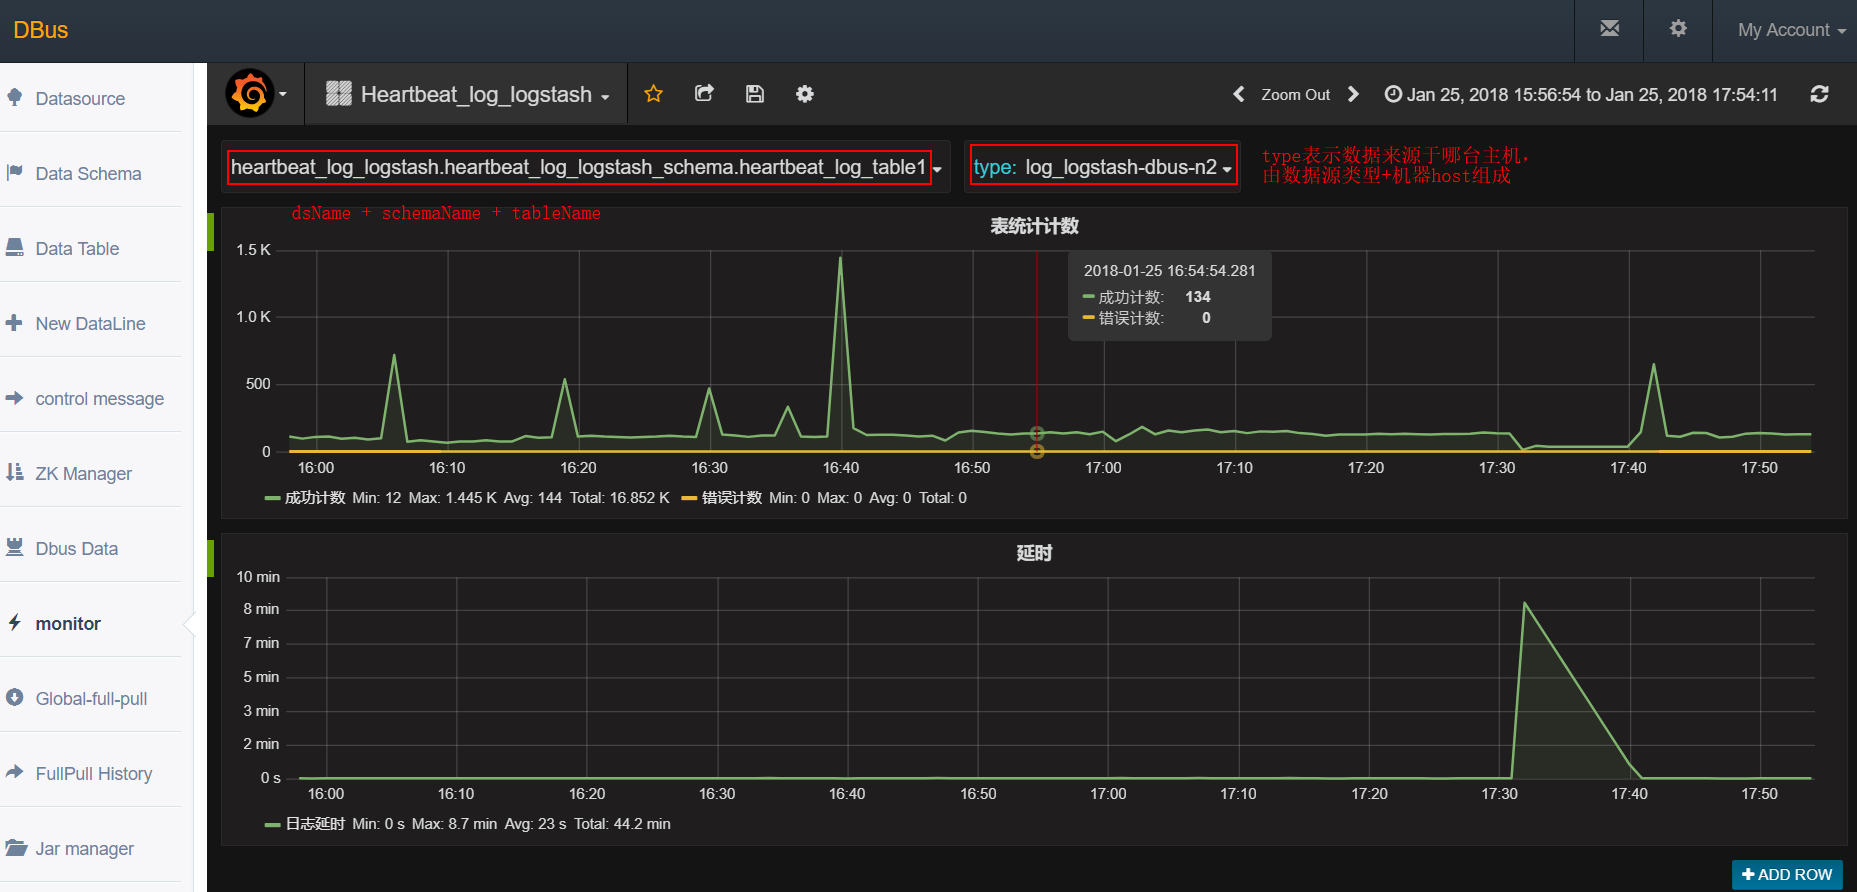 DBus
My Account
Datasource
Data Schema
Data Table
New DataLine
control message
ZK Manager
Dbus Data
monitor
Global-full-pull
FullPull History
Jar manager
Heartbeat_log_logstash
Zoom Out
Jan 25, 2018 15:56:54 to Jan 25, 2018 17:54:11
heartbeat_log_logstash.heartbeat_log_logstash_schema.heartbeat_log_table1
type: log_logstash-dbus-n2
type表示数据来源于哪台主机，
由数据源类型+机器host组成
dsName + schemaName + tableName
表统计计数
1.5 K
1.0 K
500
0
2018-01-25 16:54:54.281
成功计数: 134
错误计数: 0
16:00 16:10 16:20 16:30 16:40 16:50 17:00 17:10 17:20 17:30 17:40 17:50
成功计数 Min: 12 Max: 1.445 K Avg: 144 Total: 16.852 K 错误计数 Min: 0 Max: 0 Avg: 0 Total: 0
延时
10 min
8 min
7 min
5 min
3 min
2 min
0 s
16:00 16:10 16:20 16:30 16:40 16:50 17:00 17:10 17:20 17:30 17:40 17:50
日志延时 Min: 0 s Max: 8.7 min Avg: 23 s Total: 44.2 min
ADD ROW